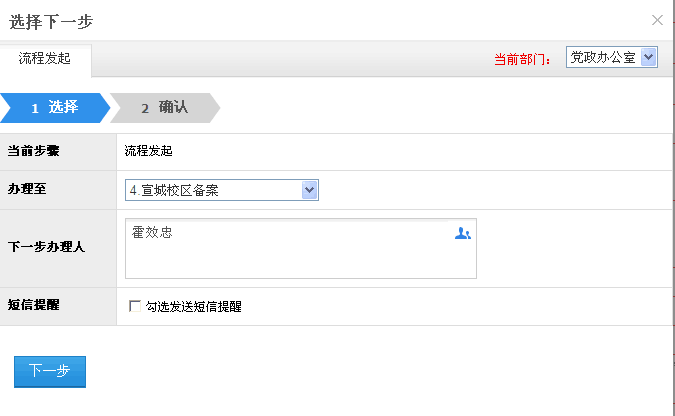 选择下一步
流程发起
当前部门：
党政办公室
1 选择
2 确认
当前步骤
流程发起
办理至
4.宣城校区备案
下一步办理人
霍效忠
短信提醒
勾选发送短信提醒
下一步